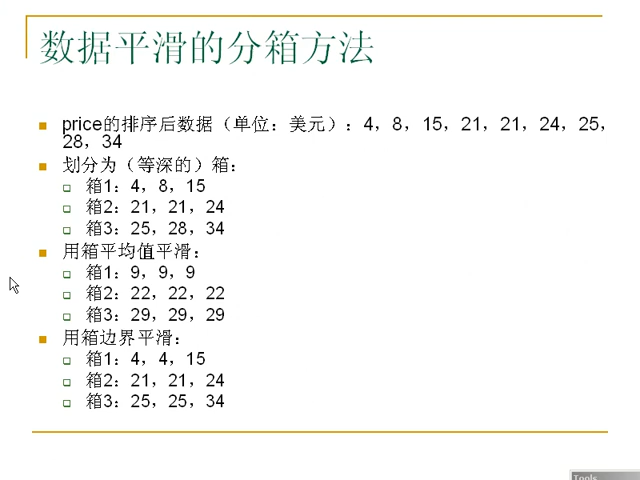 数据平滑的分箱方法
price的排序后数据（单位：美元）：4，8，15，21，21，24，25，
28，34
划分为（等深的）箱：
箱1：4，8，15
箱2：21，21，24
箱3：25，28，34
用箱平均值平滑：
箱1：9，9，9
箱2：22，22，22
箱3：29，29，29
用箱边界平滑：
箱1：4，4，15
箱2：21，21，24
箱3：25，25，34
Tools